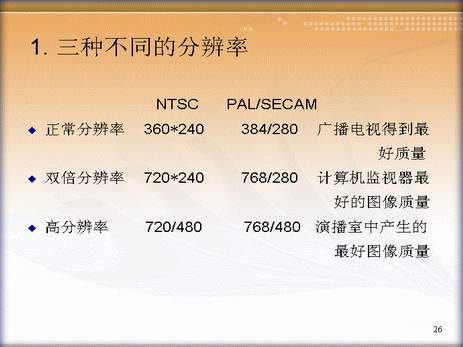 1. 三种不同的分辨率
NTSC PAL/SECAM
正常分辨率 360*240 384/280 广播电视得到最
好质量
双倍分辨率 720*240 768/280 计算机监视器最
好的图像质量
高分辨率 720/480 768/480 演播室中产生的
最好图像质量
26